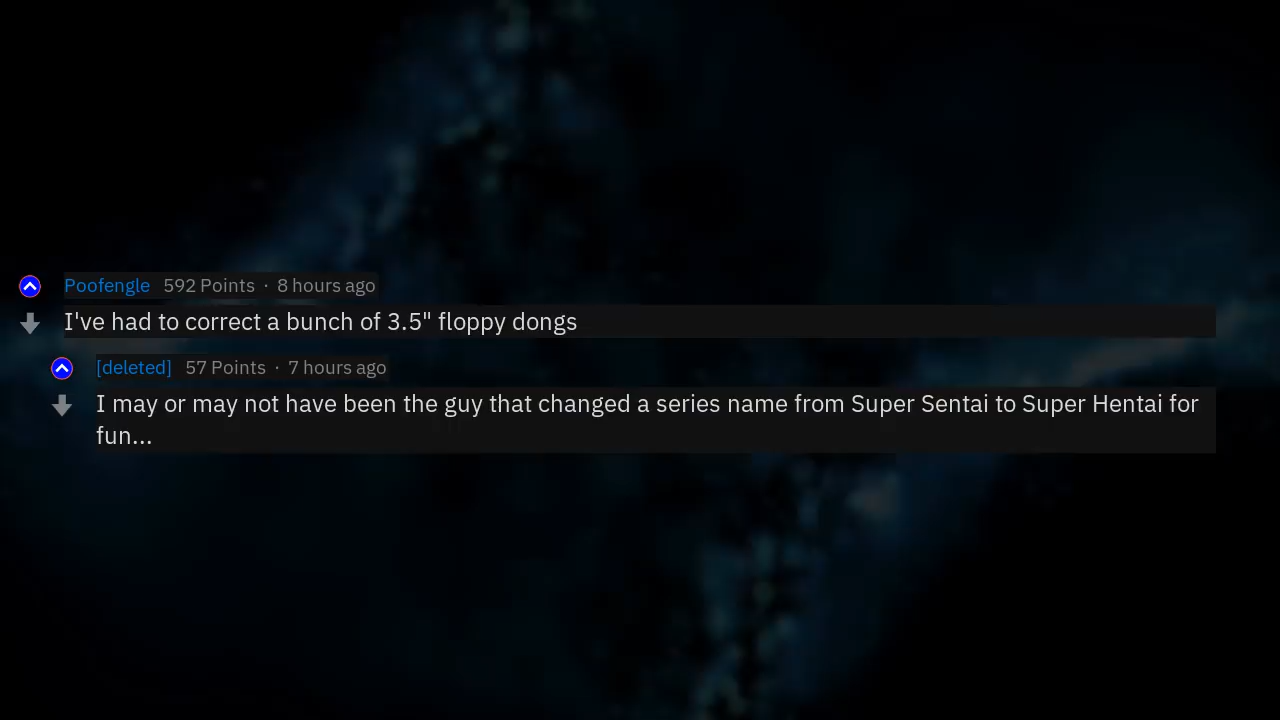 Poofengle 592 Points · 8 hours ago
I've had to correct a bunch of 3.5" floppy dongs
[deleted] 57 Points · 7 hours ago
I may or may not have been the guy that changed a series name from Super Sentai to Super Hentai for
fun...